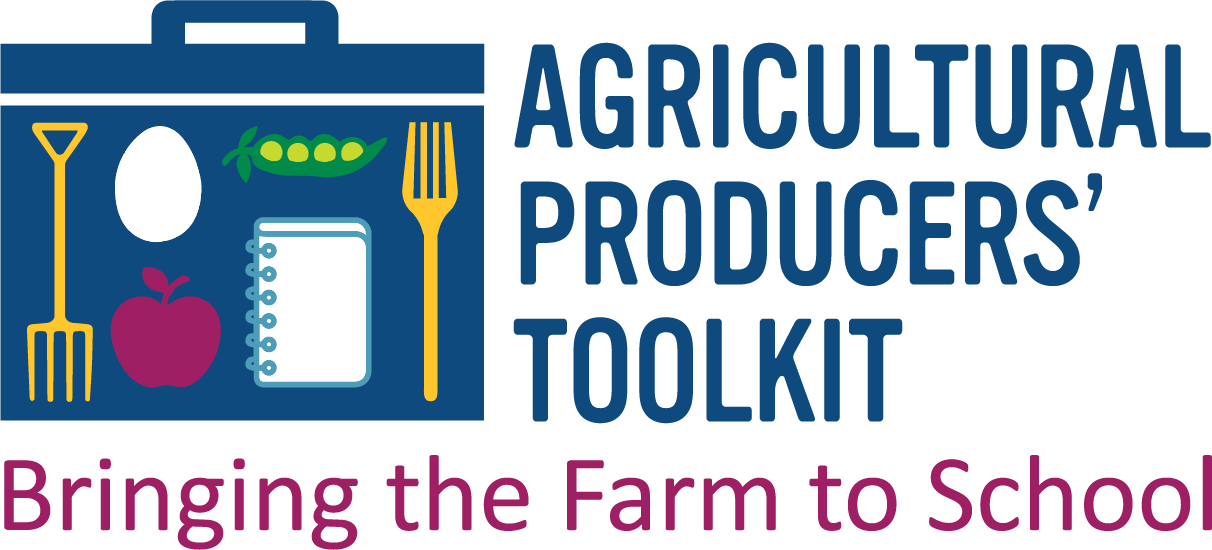 AGRICULTURAL
PRODUCERS’
TOOLKIT
Bringing the Farm to School